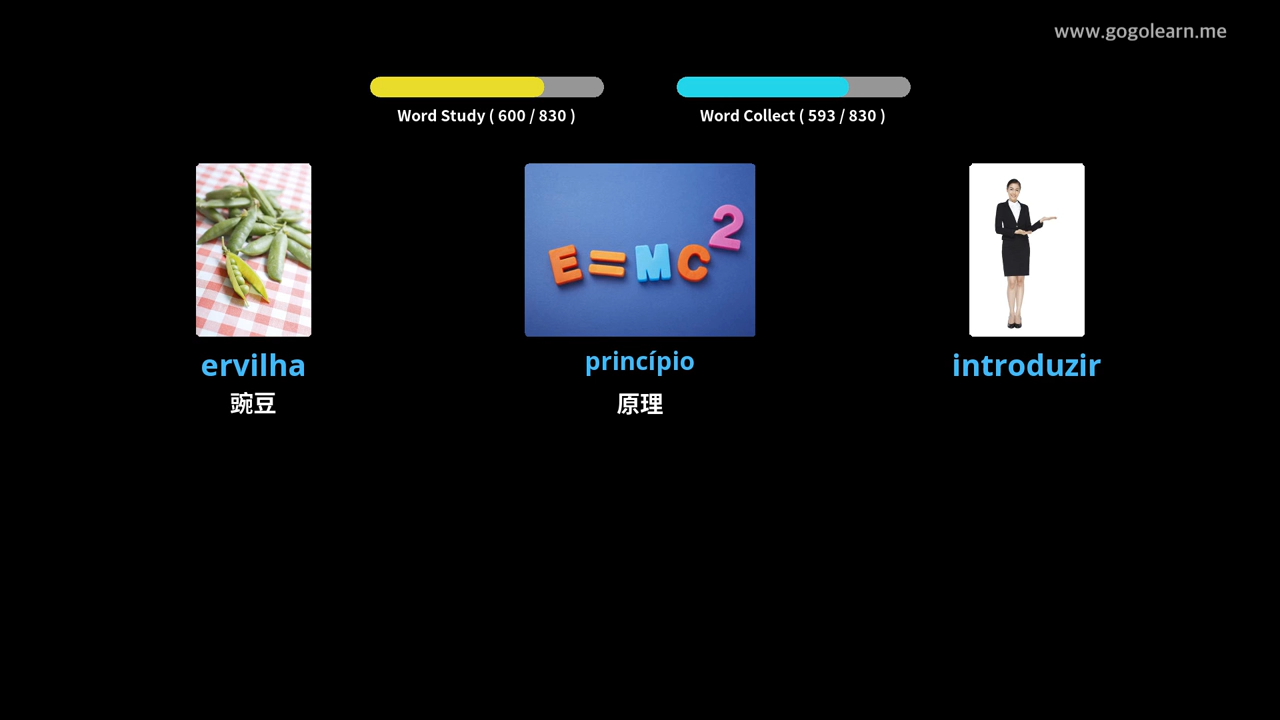 www.gogolearn.me
Word Study ( 600 / 830 )
Word Collect ( 593 / 830 )
E=MC2
ervilha
princípio
introduzir
豌豆
原理